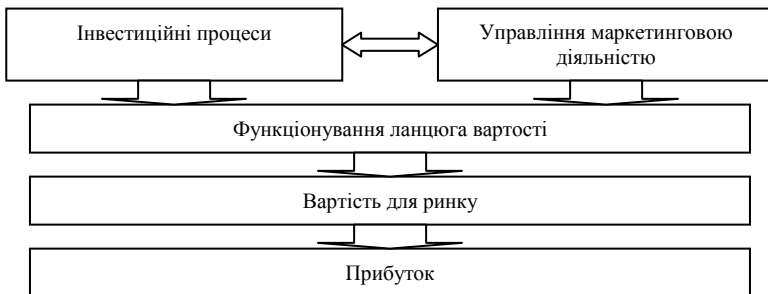 Інвестиційні процеси
Управління маркетинговою
діяльністю
Функціонування ланцюга вартості
Вартість для ринку
Прибуток